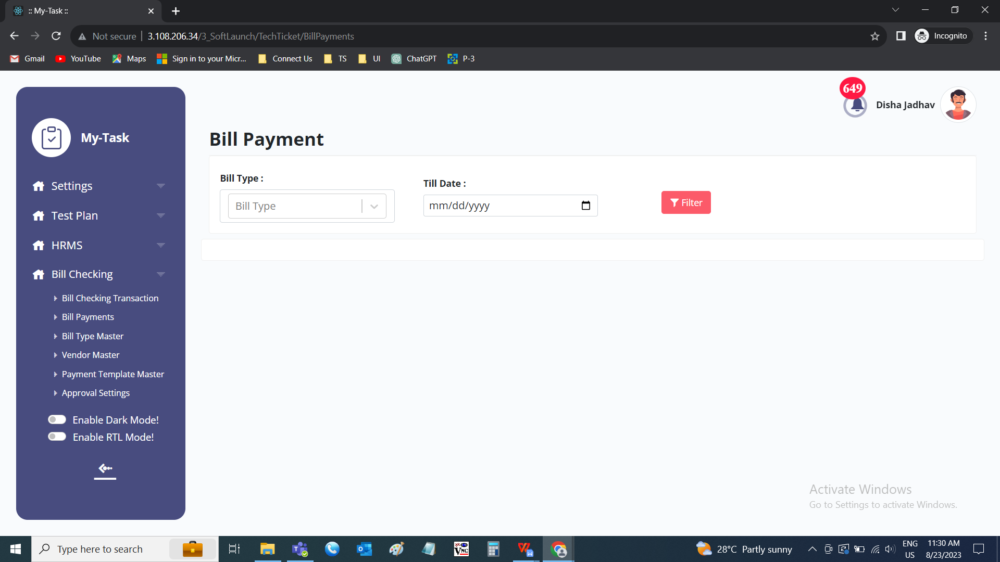 :: My-Task ::
Not secure
3.108.206.34/3_SoftLaunch/TechTicket/BillPayments
Incognito
Gmail
YouTube
Maps
Sign in to your Micr...
Connect Us
TS
UI
ChatGPT
P-3
649
Disha Jadhav
My-Task
Settings
Test Plan
HRMS
Bill Checking
Bill Checking Transaction
Bill Payments
Bill Type Master
Vendor Master
Payment Template Master
Approval Settings
Enable Dark Mode!
Enable RTL Mode!
Bill Payment
Bill Type :
Bill Type
Till Date :
mm/dd/yyyy
Filter
Activate Windows
Go to Settings to activate Windows.
Type here to search
VNC
28°C Partly sunny
ENG
US
11:30 AM
8/23/2023